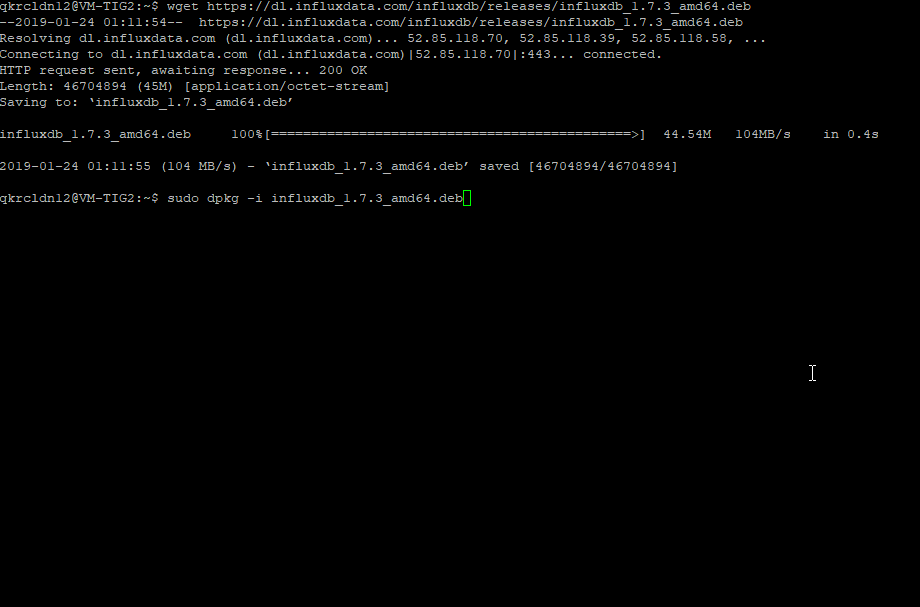 qkrcldn12@VM-TIG2:~$ wget https://dl.influxdata.com/influxdb/releases/influxdb_1.7.3_amd64.deb
--2019-01-24 01:11:54--  https://dl.influxdata.com/influxdb/releases/influxdb_1.7.3_amd64.deb
Resolving dl.influxdata.com (dl.influxdata.com)... 52.85.118.70, 52.85.118.39, 52.85.118.58, ...
Connecting to dl.influxdata.com (dl.influxdata.com)|52.85.118.70|:443... connected.
HTTP request sent, awaiting response... 200 OK
Length: 46704894 (45M) [application/octet-stream]
Saving to: ‘influxdb_1.7.3_amd64.deb’
influxdb_1.7.3_amd64.deb     100%[=============================================>]  44.54M   104MB/s    in 0.4s
2019-01-24 01:11:55 (104 MB/s) - ‘influxdb_1.7.3_amd64.deb’ saved [46704894/46704894]
qkrcldn12@VM-TIG2:~$ sudo dpkg -i influxdb_1.7.3_amd64.deb